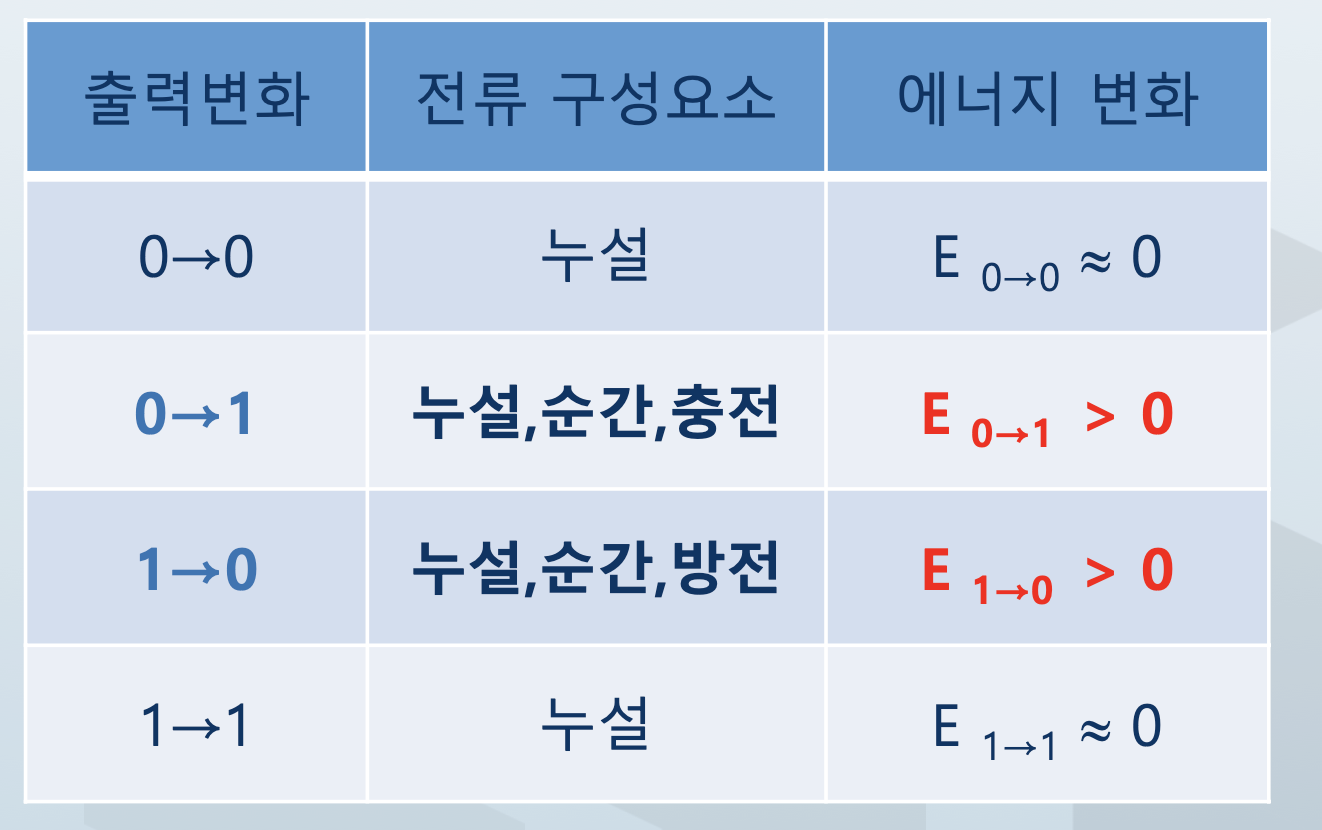 출력변화 전류 구성요소 에너지 변화
0→0 누설 E 0→0 ≈ 0
0→1 누설,순간,충전 E 0→1 > 0
1→0 누설,순간,방전 E 1→0 > 0
1→1 누설 E 1→1 ≈ 0